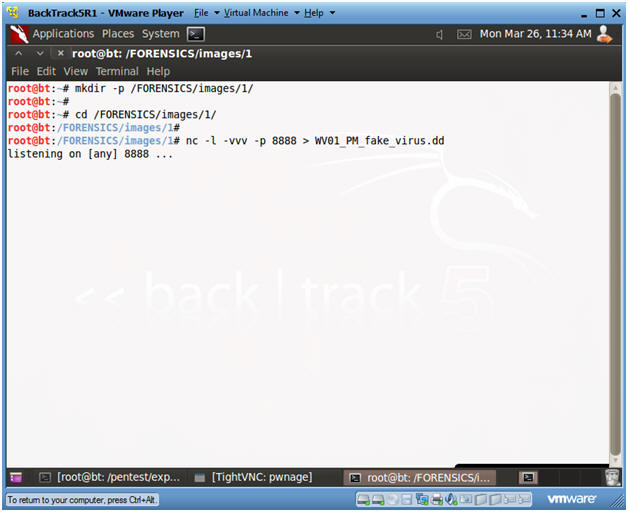 BackTrack5R1 - VMware Player File Virtual Machine Help
Applications Places System Mon Mar 26, 11:34 AM
root@bt: /FORENSICS/images/1
File Edit View Terminal Help
root@bt:~# mkdir -p /FORENSICS/images/1/
root@bt:~#
root@bt:~# cd /FORENSICS/images/1/
root@bt:/FORENSICS/images/1#
root@bt:/FORENSICS/images/1# nc -l -vvv -p 8888 > WV01_PM_fake_virus.dd
listening on [any] 8888 ...
<< back | track 5
[root@bt: /pentest/exp... [TightVNC: pwnage] root@bt: /FORENSICS/i...
To return to your computer, press Ctrl+Alt. vmware